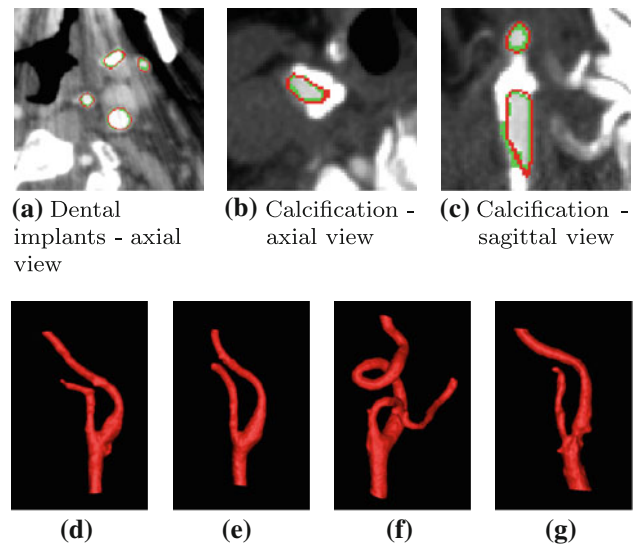 (a) Dental
implants - axial
view
(b) Calcification -
axial view
(c) Calcification -
sagittal view
(d)
(e)
(f)
(g)